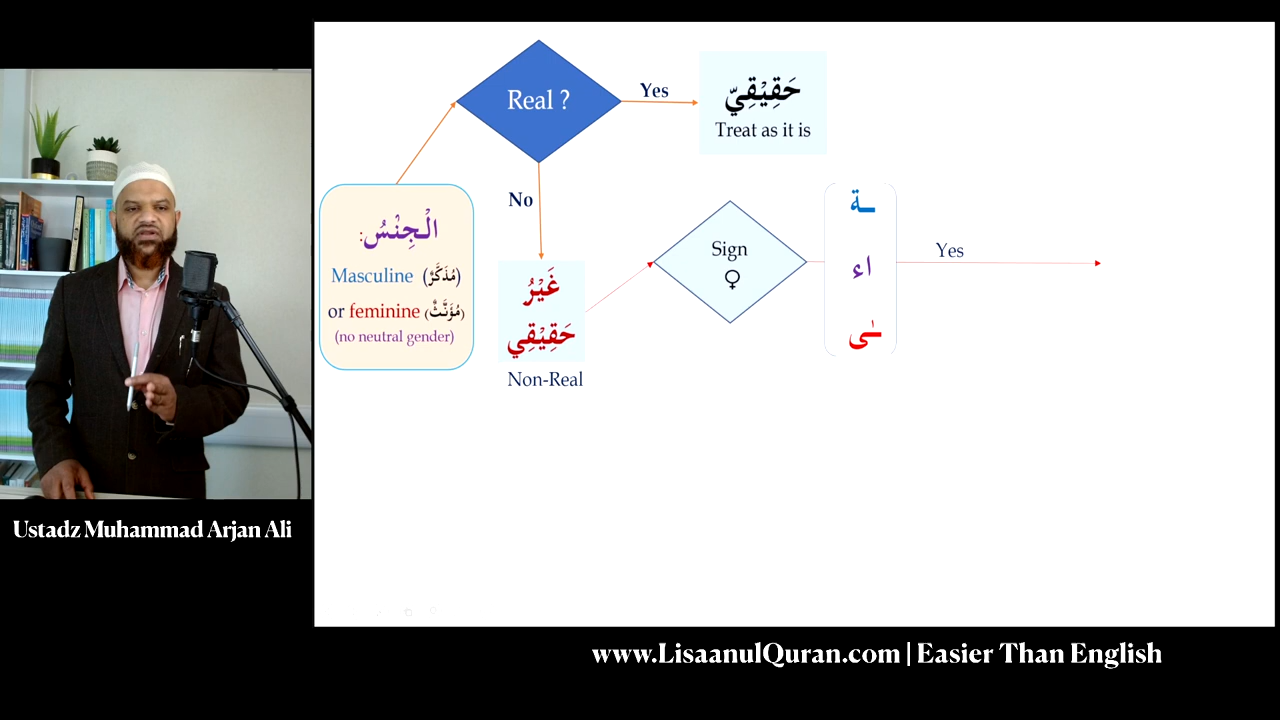 Real ?
Yes
حَقِيْقِيّ
Treat as it is
No
الْجِنْسُ:
Masculine (مُذَكَّرٌ)
or feminine (مُؤَنَّثٌ)
(no neutral gender)
غَيْرُ
حَقِيْقِي
Non-Real
Sign
♀
ـة
اء
ـٰى
Yes
Ustadz Muhammad Arjan Ali
www.LisaanulQuran.com | Easier Than English